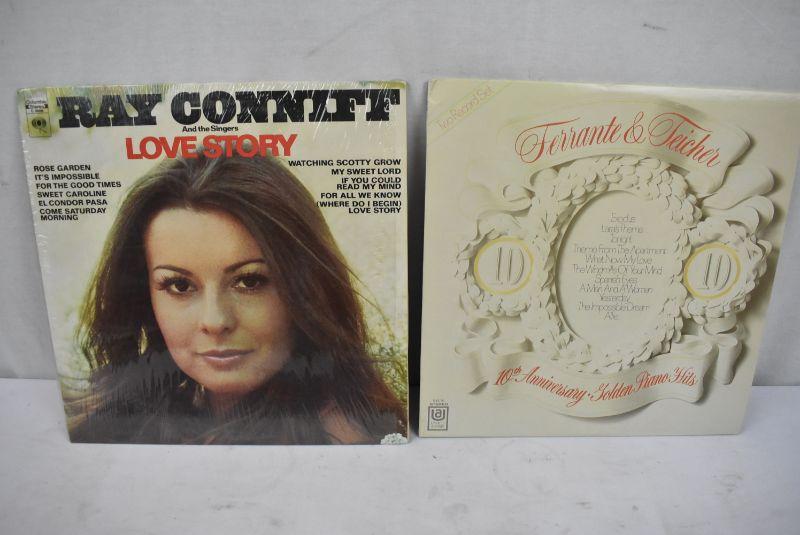 Columbia
Stereo
RAY CONNIFF
And the Singers
LOVE STORY
ROSE GARDEN
IT'S IMPOSSIBLE
FOR THE GOOD TIMES
SWEET CAROLINE
EL CONDOR PASA
COME SATURDAY
MORNING
WATCHING SCOTTY GROW
MY SWEET LORD
IF YOU COULD
READ MY MIND
FOR ALL WE KNOW
(WHERE DO I BEGIN)
LOVE STORY
Two Record Set
Ferrante & Teicher
Exodus
Lara's Theme
Tonight
Theme From The Apartment
What Now My Love
The Windmills Of Your Mind
Spanish Eyes
A Man And A Woman
Yesterday
The Impossible Dream
Alfie
10
10
10th Anniversary - Golden Piano Hits
UA